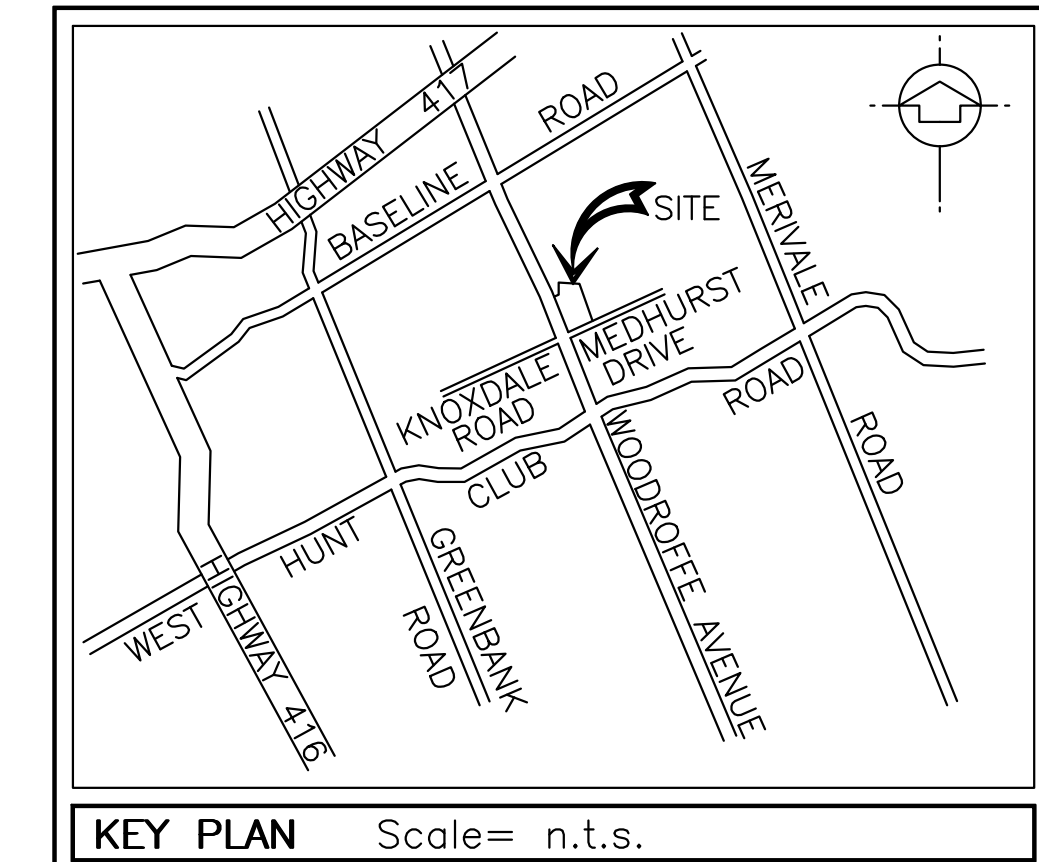 HIGHWAY 417
ROAD
BASELINE
SITE
MERIVALE
MEDHURST
DRIVE
KNOXDALE
ROAD
ROAD
CLUB
ROAD
WOODROFFE AVENUE
HUNT
GREENBANK
ROAD
WEST
HIGHWAY 416
KEY PLAN Scale= n.t.s.